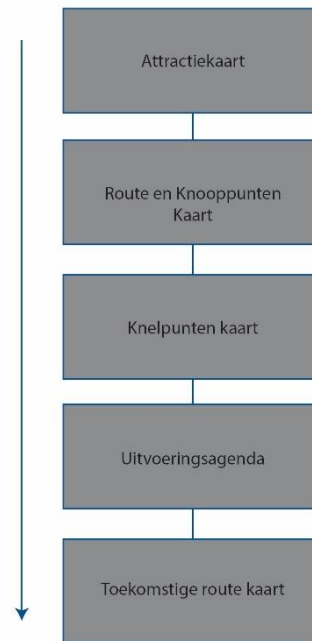 Attractiekaart
Route en Knooppunten
Kaart
Knelpunten kaart
Uitvoeringsagenda
Toekomstige route kaart